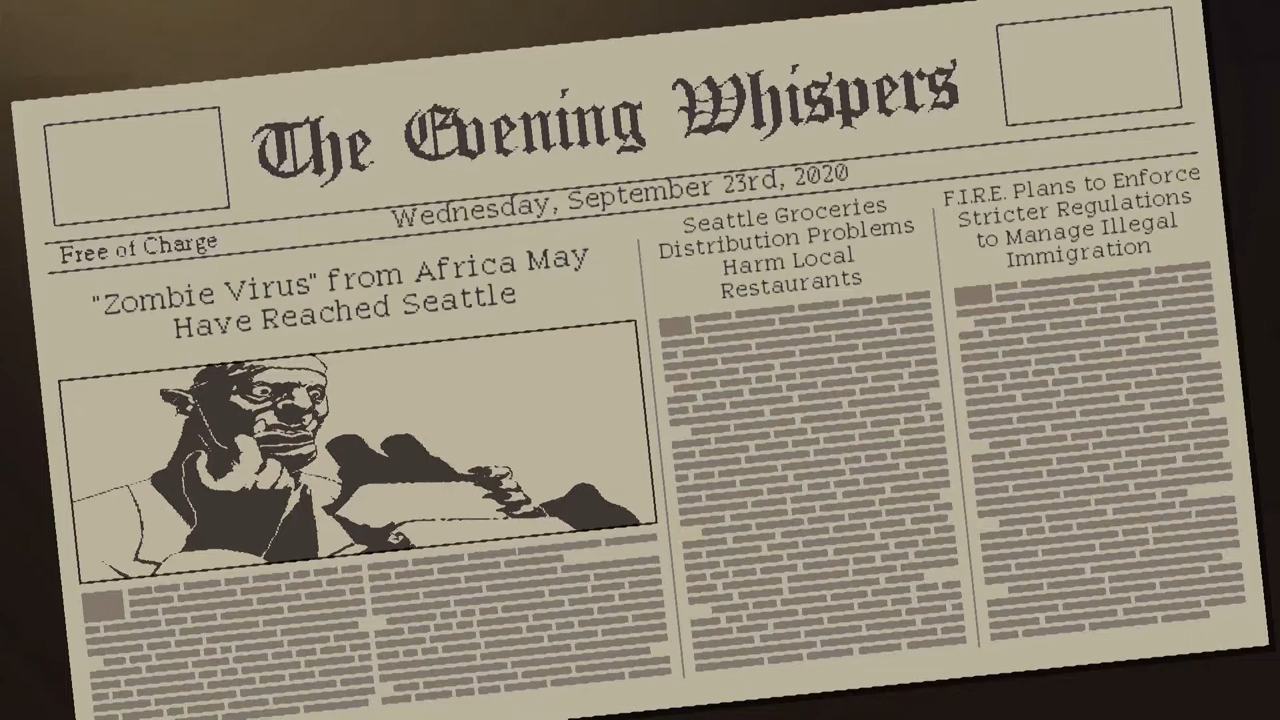 The Evening Whispers
Wednesday, September 23rd, 2020
Free of Charge
"Zombie Virus" from Africa May
Have Reached Seattle
Seattle Groceries
Distribution Problems
Harm Local
Restaurants
F.I.R.E. Plans to Enforce
Stricter Regulations
to Manage Illegal
Immigration